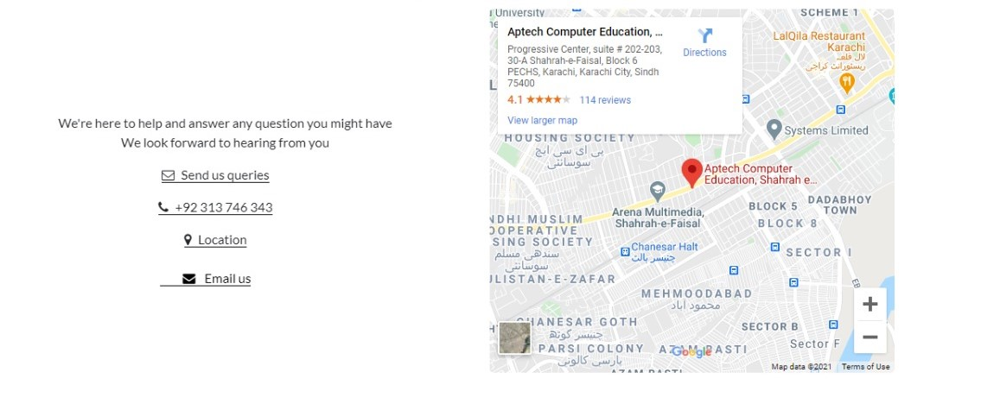 We're here to help and answer any question you might have
We look forward to hearing from you
Send us queries
+92 313 746 343
Location
Email us
University
SCHEME 1
Aptech Computer Education, ...
Directions
Progressive Center, suite # 202-203,
30-A Shahrah-e-Faisal, Block 6
PECHS, Karachi, Karachi City, Sindh
75400
4.1
114 reviews
View larger map
LalQila Restaurant
Karachi
لال قلعہ
ریسٹورانٹ کراچی
Systems Limited
HOUSING SOCIETY
پی ای سی ایچ
سوسائٹی
Aptech Computer
Education, Shahrah e...
Arena Multimedia,
Shahrah-e-Faisal
BLOCK 5
DADABHOY
TOWN
BLOCK 8
NDHI MUSLIM
OOPERATIVE
SING SOCIETY
سندھی مسلم
سوسائٹی
Chanesar Halt
چنیسر ہالٹ
SECTOR I
ULISTAN-E-ZAFAR
MEHMOODABAD
محمود آباد
CHANESAR GOTH
چنیسر گوٹھ
SECTOR B
Sector F
PARSI COLONY
پارسی کالونی
AZAM BASTI
Google
AZAM BASTI
Map data ©2021
Terms of Use